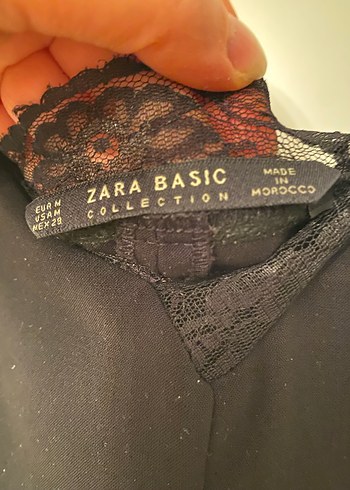 EUR M
USA M
MEX 28
ZARA BASIC
COLLECTION
MADE
IN
MOROCCO